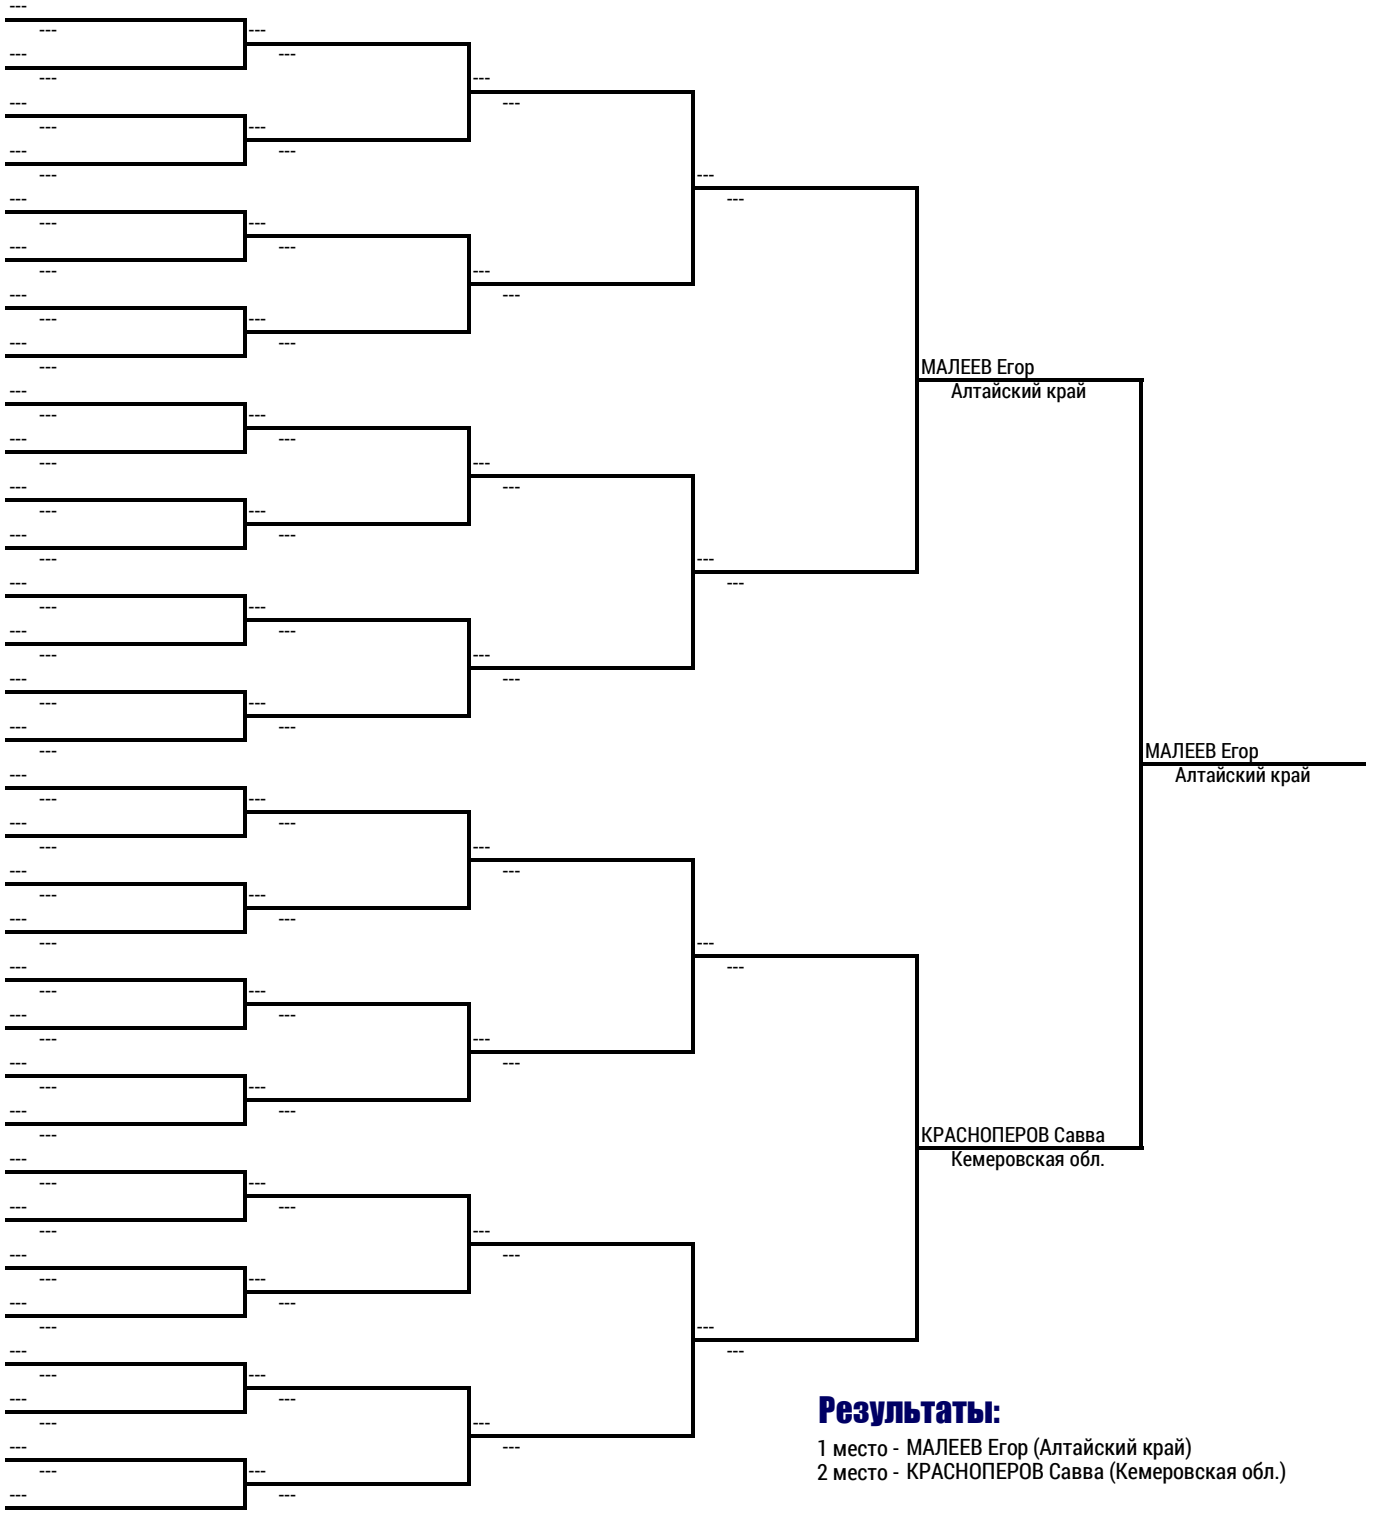 МАЛЕЕВ Егор
Алтайский край
МАЛЕЕВ Егор
Алтайский край
КРАСНОПЕРОВ Савва
Кемеровская обл.
Результаты:
1 место - МАЛЕЕВ Егор (Алтайский край)
2 место - КРАСНОПЕРОВ Савва (Кемеровская обл.)